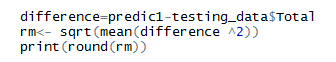 difference=predic1-testing_data$Total
rm<- sqrt(mean(difference ^2))
print(round(rm))